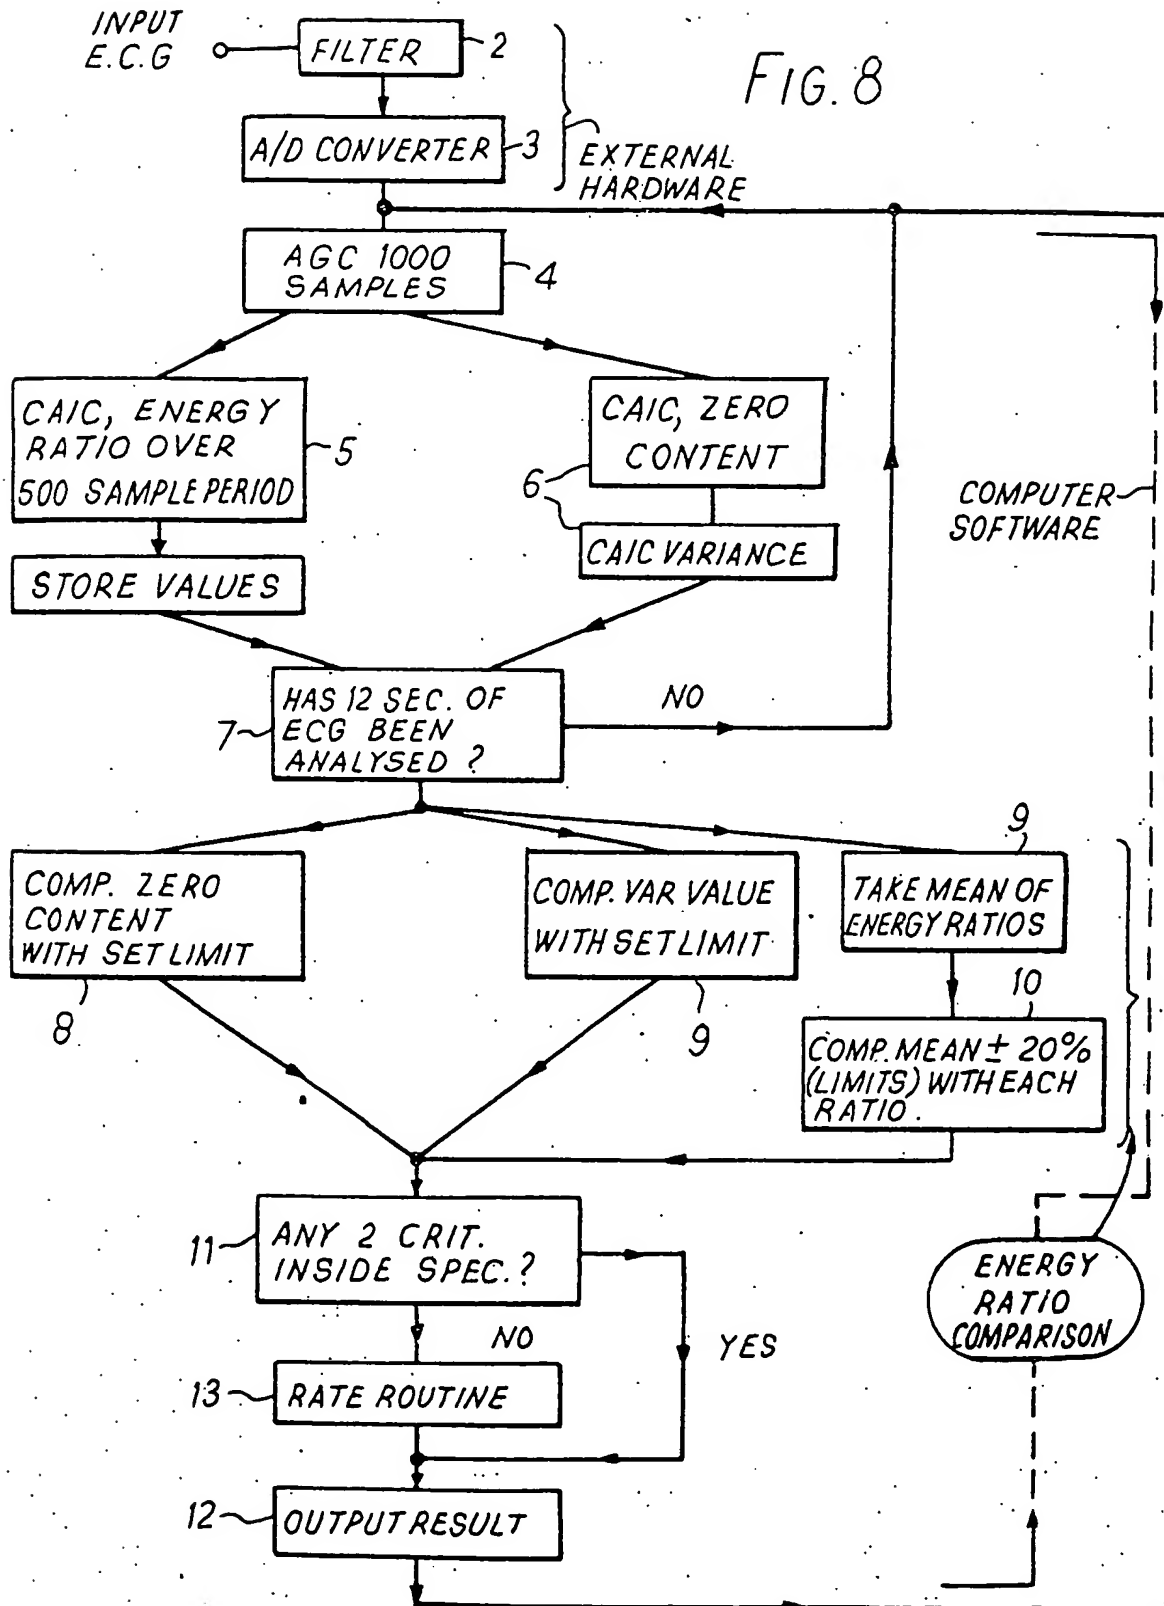 INPUT
E.C.G
FILTER
2
FIG. 8
A/D CONVERTER
3
EXTERNAL
HARDWARE
AGC 1000
SAMPLES
4
CAIC, ENERGY
RATIO OVER
500 SAMPLE PERIOD
5
CAIC, ZERO
CONTENT
6
CAIC VARIANCE
STORE VALUES
COMPUTER
SOFTWARE
HAS 12 SEC. OF
ECG BEEN
ANALYSED ?
7
NO
COMP. ZERO
CONTENT
WITH SET LIMIT
8
COMP. VAR VALUE
WITH SET LIMIT
9
9
TAKE MEAN OF
ENERGY RATIOS
10
COMP. MEAN ± 20%
(LIMITS) WITH EACH
RATIO.
11
ANY 2 CRIT.
INSIDE SPEC.?
NO
YES
ENERGY
RATIO
COMPARISON
13
RATE ROUTINE
12
OUTPUT RESULT